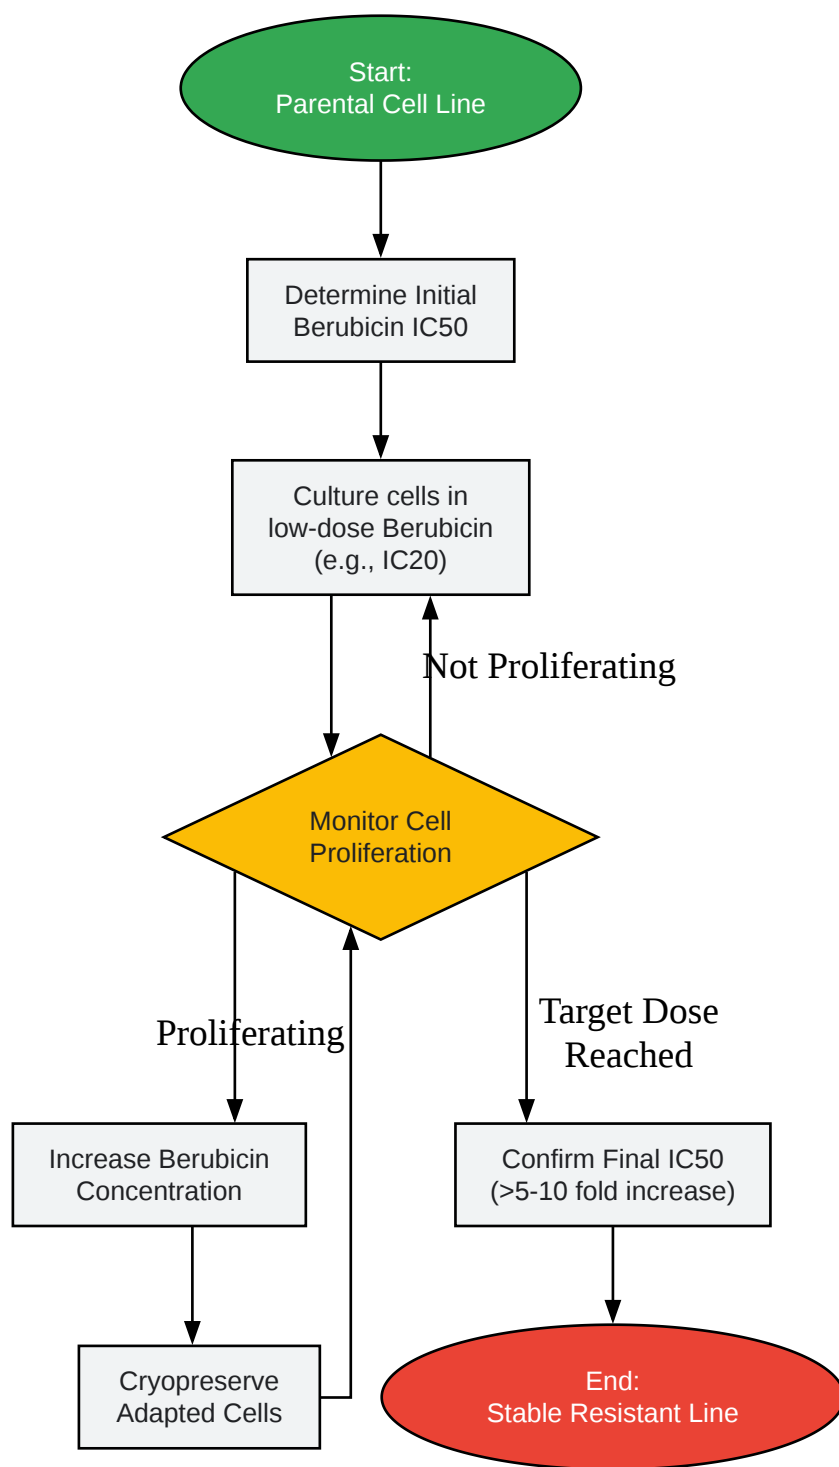 Start:
Parental Cell Line
Determine Initial
Berubicin IC50
Culture cells in
low-dose Berubicin
(e.g., IC20)
Not Proliferating
Monitor Cell
Proliferation
Proliferating
Target Dose
Reached
Increase Berubicin
Concentration
Confirm Final IC50
(>5-10 fold increase)
Cryopreserve
Adapted Cells
End:
Stable Resistant Line